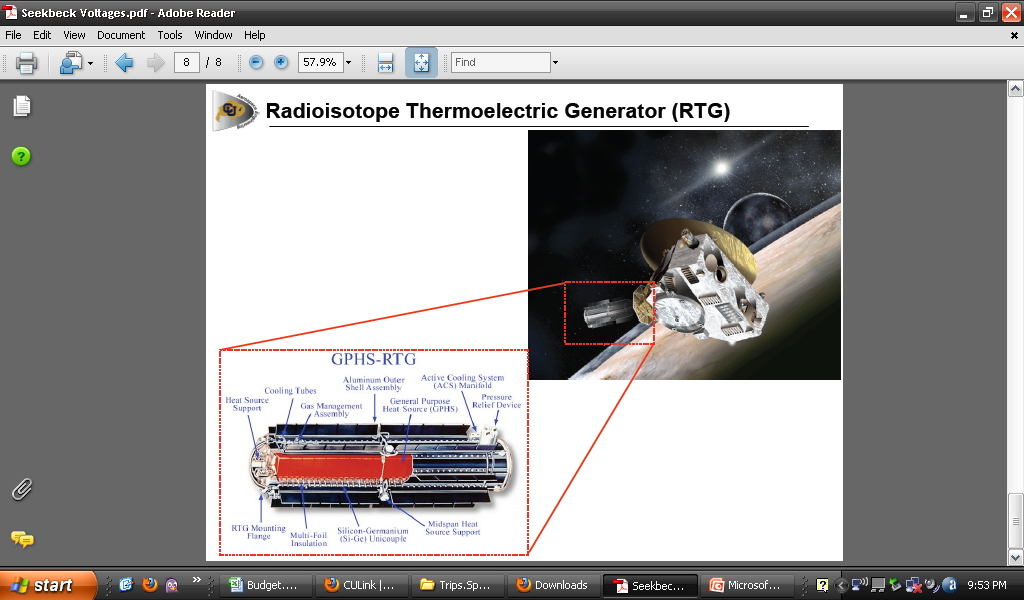 Seekbeck Voltages.pdf - Adobe Reader
File Edit View Document Tools Window Help
8 / 8 57.9% Find
CU
Radioisotope Thermoelectric Generator (RTG)
GPHS-RTG
Aluminum Outer
Shell Assembly
Active Cooling System
(ACS) Manifold
Cooling Tubes
Pressure
Relief Device
Heat Source
Support
Gas Management
Assembly
General Purpose
Heat Source (GPHS)
RTG Mounting
Flange
Multi-Foil
Insulation
Silicon-Germanium
(Si-Ge) Unicouple
Midspan Heat
Source Support
start
Budget....
CULink |...
Trips.Sp...
Downloads
Seekbec...
Microsof...
9:53 PM